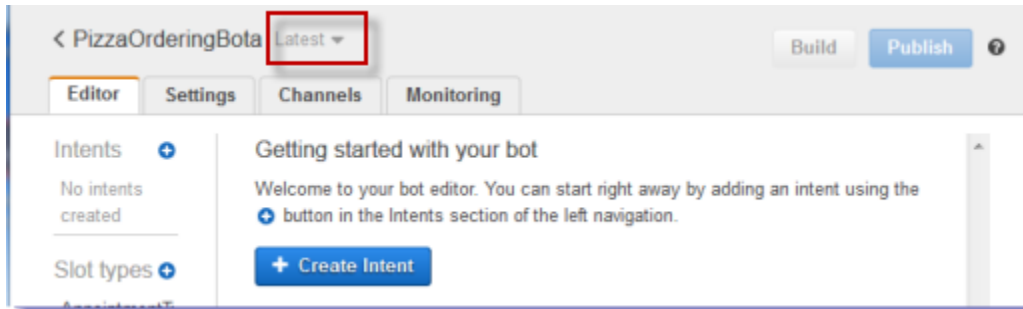 < PizzaOrderingBota Latest
Build Publish
Editor Settings Channels Monitoring
Intents
No intents
created
Slot types
Getting started with your bot
Welcome to your bot editor. You can start right away by adding an intent using the
button in the Intents section of the left navigation.
+ Create Intent